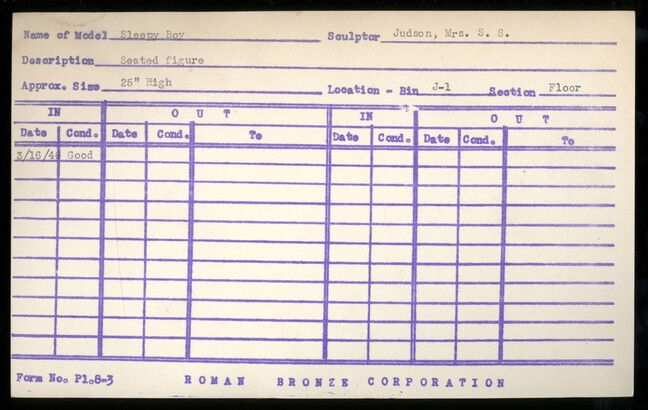 Name of Model Sleepy Boy Sculptor Judson, Mrs. S. S.
Description Seated figure
Approx. Size 25" High Location - Bin J-1 Section Floor
IN OUT IN OUT
Date Cond. Date Cond. To Date Cond. Date Cond. To
3/16/46 Good
Form No. P1.8-3 ROMAN BRONZE CORPORATION